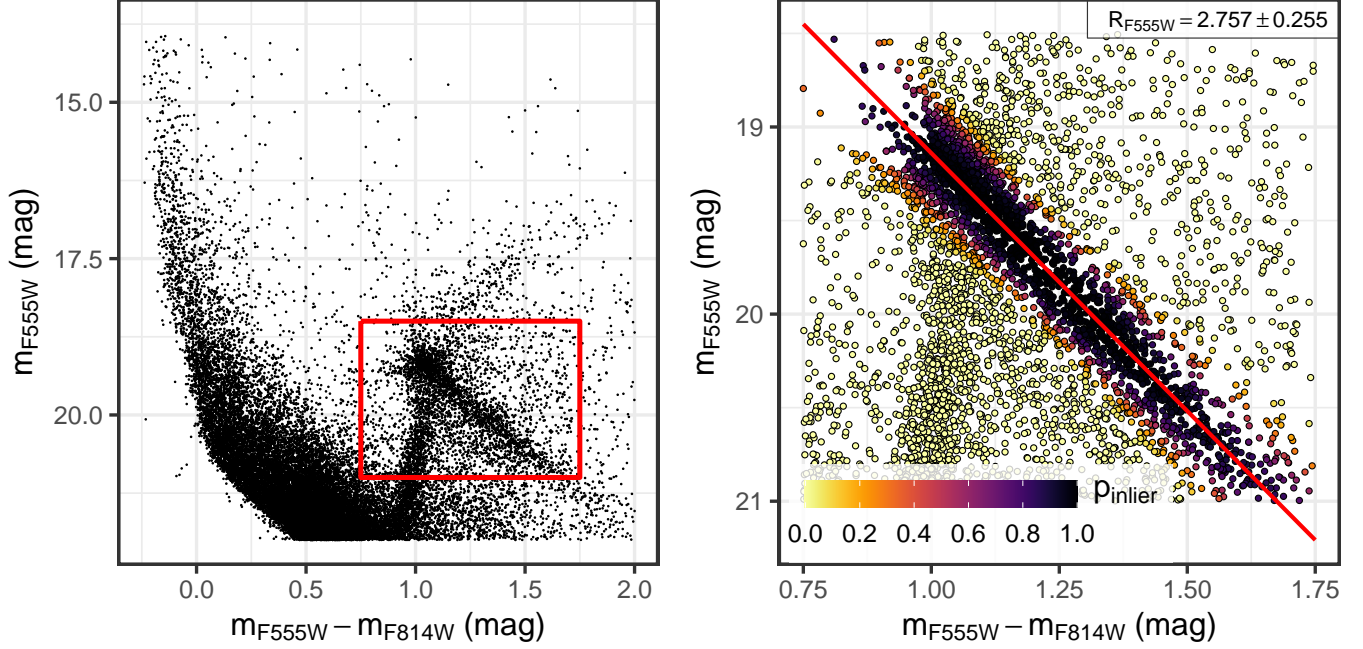 15.0
17.5
20.0
m_F555W (mag)
0.0 0.5 1.0 1.5 2.0
m_F555W − m_F814W (mag)
R_F555W = 2.757 ± 0.255
19
20
21
m_F555W (mag)
p_inlier
0.0 0.2 0.4 0.6 0.8 1.0
0.75 1.00 1.25 1.50 1.75
m_F555W − m_F814W (mag)